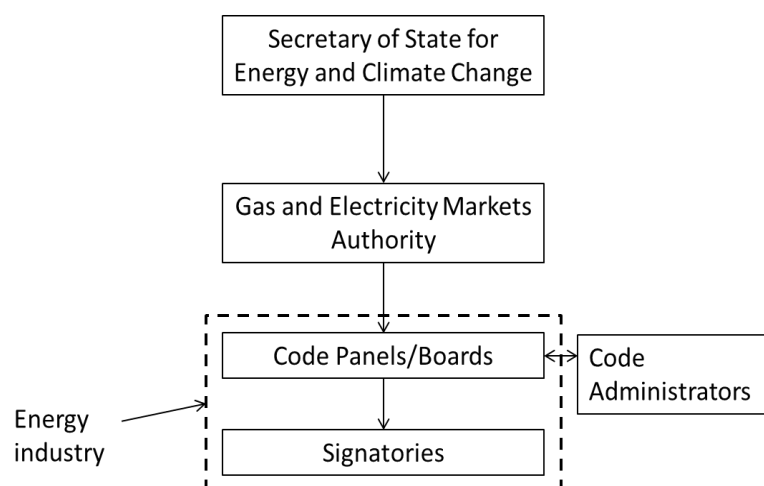 Secretary of State for
Energy and Climate Change
Gas and Electricity Markets
Authority
Code Panels/Boards
Code
Administrators
Energy
industry
Signatories